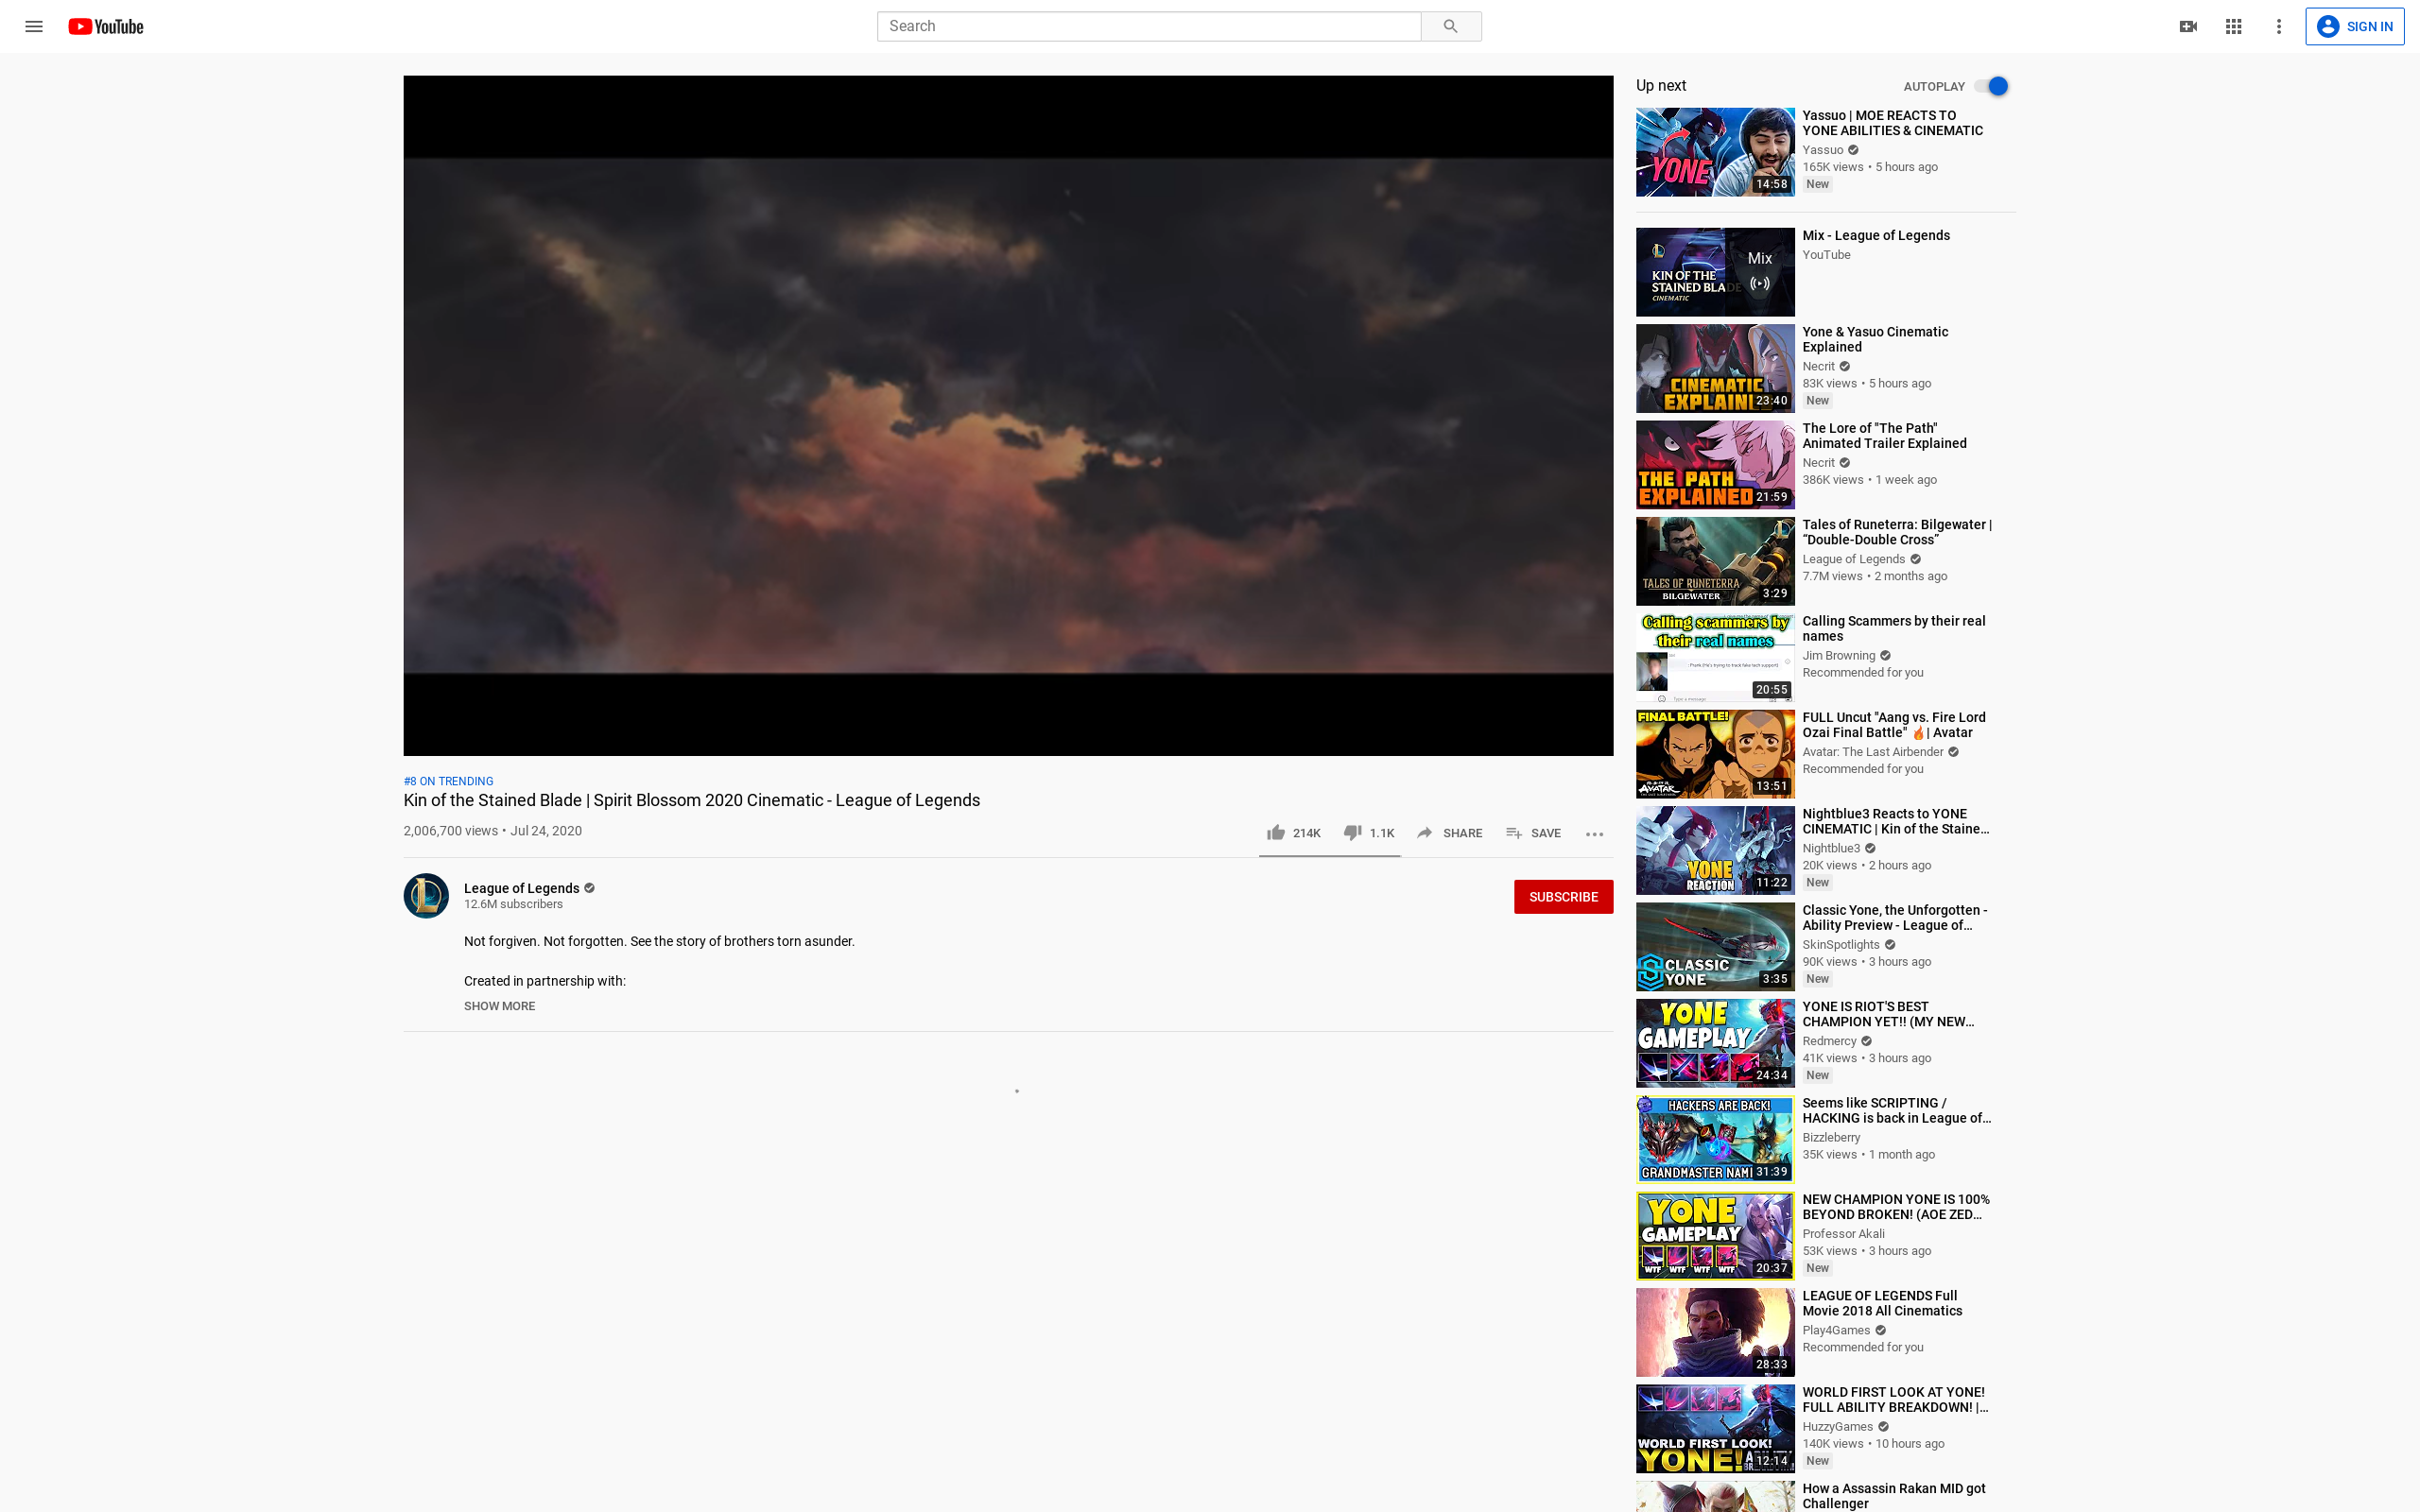 YouTube
Search
SIGN IN
#8 ON TRENDING
Kin of the Stained Blade | Spirit Blossom 2020 Cinematic - League of Legends
2,006,700 views • Jul 24, 2020
214K
1.1K
SHARE
SAVE
League of Legends
12.6M subscribers
SUBSCRIBE
Not forgiven. Not forgotten. See the story of brothers torn asunder.
Created in partnership with:
SHOW MORE
Up next
AUTOPLAY
YONE
14:58
Yassuo | MOE REACTS TO
YONE ABILITIES & CINEMATIC
Yassuo
165K views • 5 hours ago
New
KIN OF THE
STAINED BLADE
CINEMATIC
Mix
Mix - League of Legends
YouTube
CINEMATIC
EXPLAIN
23:40
Yone & Yasuo Cinematic
Explained
Necrit
83K views • 5 hours ago
New
THE PATH
EXPLAINED
21:59
The Lore of "The Path"
Animated Trailer Explained
Necrit
386K views • 1 week ago
TALES OF RUNETERRA
BILGEWATER
3:29
Tales of Runeterra: Bilgewater |
“Double-Double Cross”
League of Legends
7.7M views • 2 months ago
Calling scammers by
their real names
20:55
Calling Scammers by their real
names
Jim Browning
Recommended for you
FINAL BATTLE!
AVATAR
13:51
FULL Uncut "Aang vs. Fire Lord
Ozai Final Battle" 🔥| Avatar
Avatar: The Last Airbender
Recommended for you
YONE
REACTION
11:22
Nightblue3 Reacts to YONE
CINEMATIC | Kin of the Staine…
Nightblue3
20K views • 2 hours ago
New
CLASSIC
YONE
3:35
Classic Yone, the Unforgotten -
Ability Preview - League of…
SkinSpotlights
90K views • 3 hours ago
New
YONE
GAMEPLAY
24:34
YONE IS RIOT'S BEST
CHAMPION YET!! (MY NEW…
Redmercy
41K views • 3 hours ago
New
HACKERS ARE BACK!
GRANDMASTER NAMI
31:39
Seems like SCRIPTING /
HACKING is back in League of…
Bizzleberry
35K views • 1 month ago
YONE
GAMEPLAY
WTF WTF WTF WTF
20:37
NEW CHAMPION YONE IS 100%
BEYOND BROKEN! (AOE ZED…
Professor Akali
53K views • 3 hours ago
New
28:33
LEAGUE OF LEGENDS Full
Movie 2018 All Cinematics
Play4Games
Recommended for you
WORLD FIRST LOOK!
YONE!
12:14
WORLD FIRST LOOK AT YONE!
FULL ABILITY BREAKDOWN! |…
HuzzyGames
140K views • 10 hours ago
New
How a Assassin Rakan MID got
Challenger